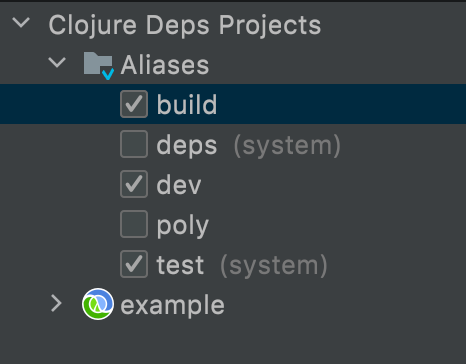 Clojure Deps Projects
Aliases
build
deps (system)
dev
poly
test (system)
example